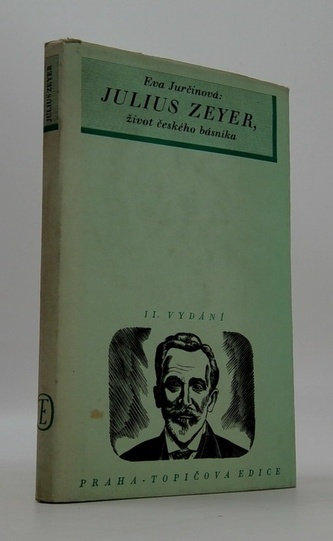 JULIUS ZEYER
Eva Jurčinová:
JULIUS ZEYER,
život českého básníka
II. VYDÁNÍ
E
PRAHA - TOPIČOVA EDICE